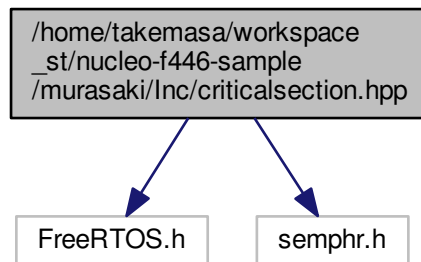 /home/takemasa/workspace
_st/nucleo-f446-sample
/murasaki/Inc/criticalsection.hpp
FreeRTOS.h
semphr.h